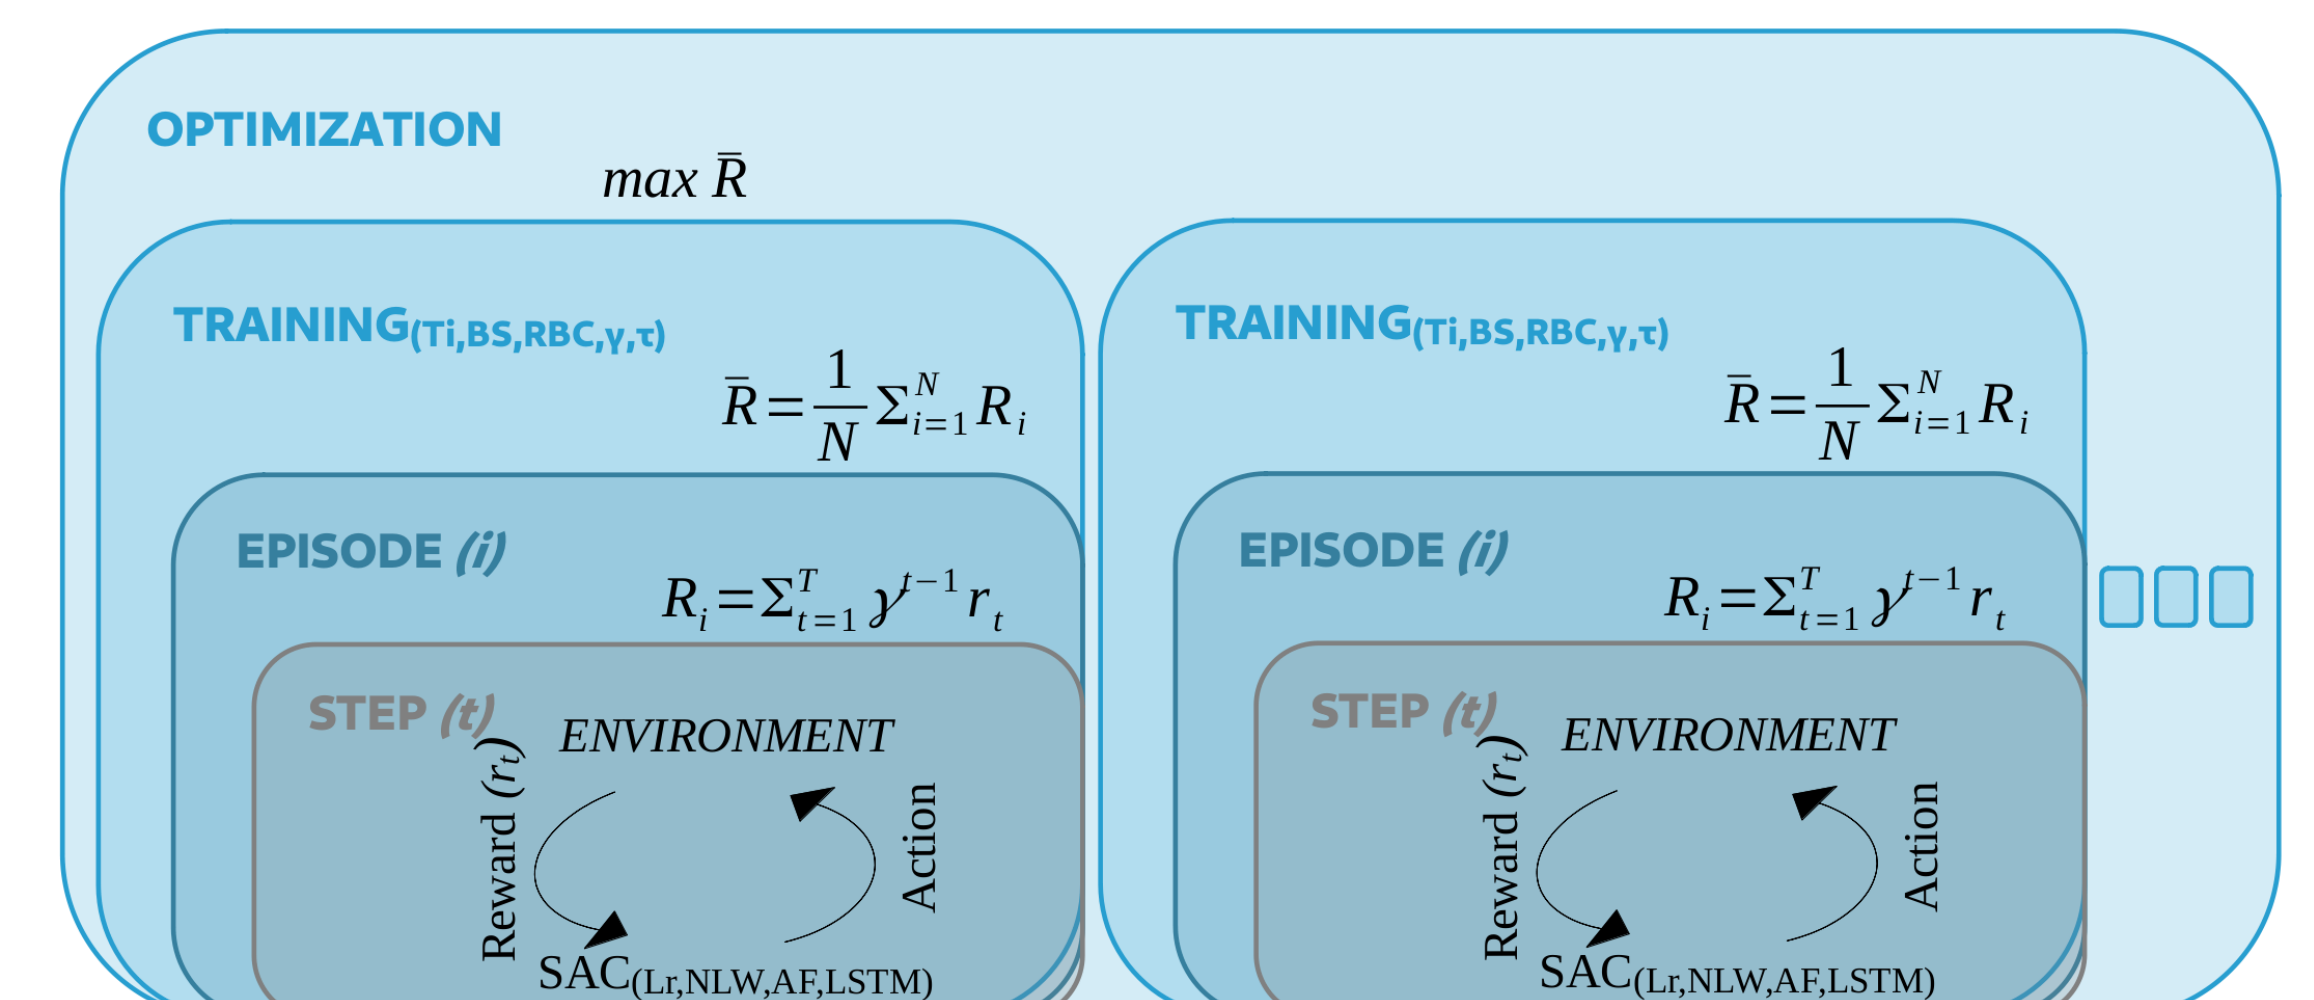 OPTIMIZATION
max R̅
TRAINING(Ti,BS,RBC,γ,τ)
R̅ = 1/N Σ_{i=1}^{N} R_i
EPISODE (i)
R_i = Σ_{t=1}^{T} γ^{t−1} r_t
STEP (t)
ENVIRONMENT
Reward (r_t)
Action
SAC(Lr,NLW,AF,LSTM)
TRAINING(Ti,BS,RBC,γ,τ)
R̅ = 1/N Σ_{i=1}^{N} R_i
EPISODE (i)
R_i = Σ_{t=1}^{T} γ^{t−1} r_t
STEP (t)
ENVIRONMENT
Reward (r_t)
Action
SAC(Lr,NLW,AF,LSTM)